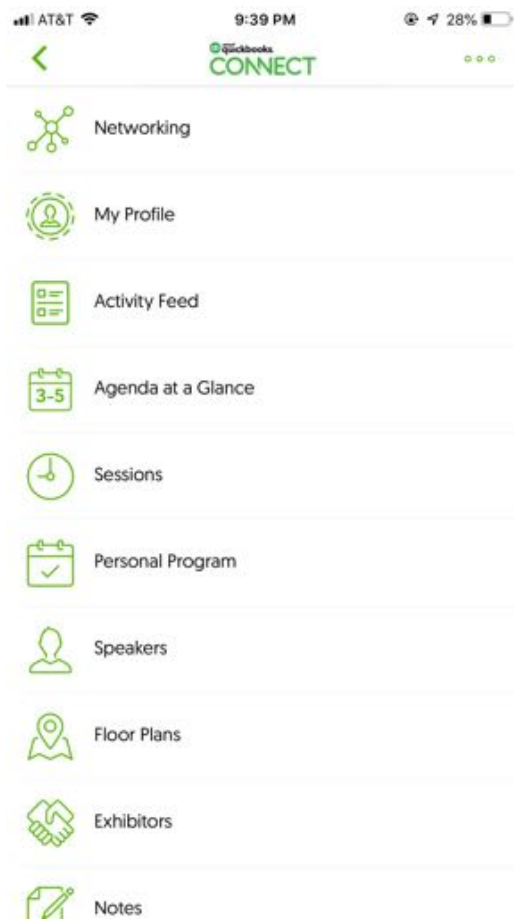 AT&T 9:39 PM 28%
quickbooks.
CONNECT
Networking
My Profile
Activity Feed
3-5 Agenda at a Glance
Sessions
Personal Program
Speakers
Floor Plans
Exhibitors
Notes